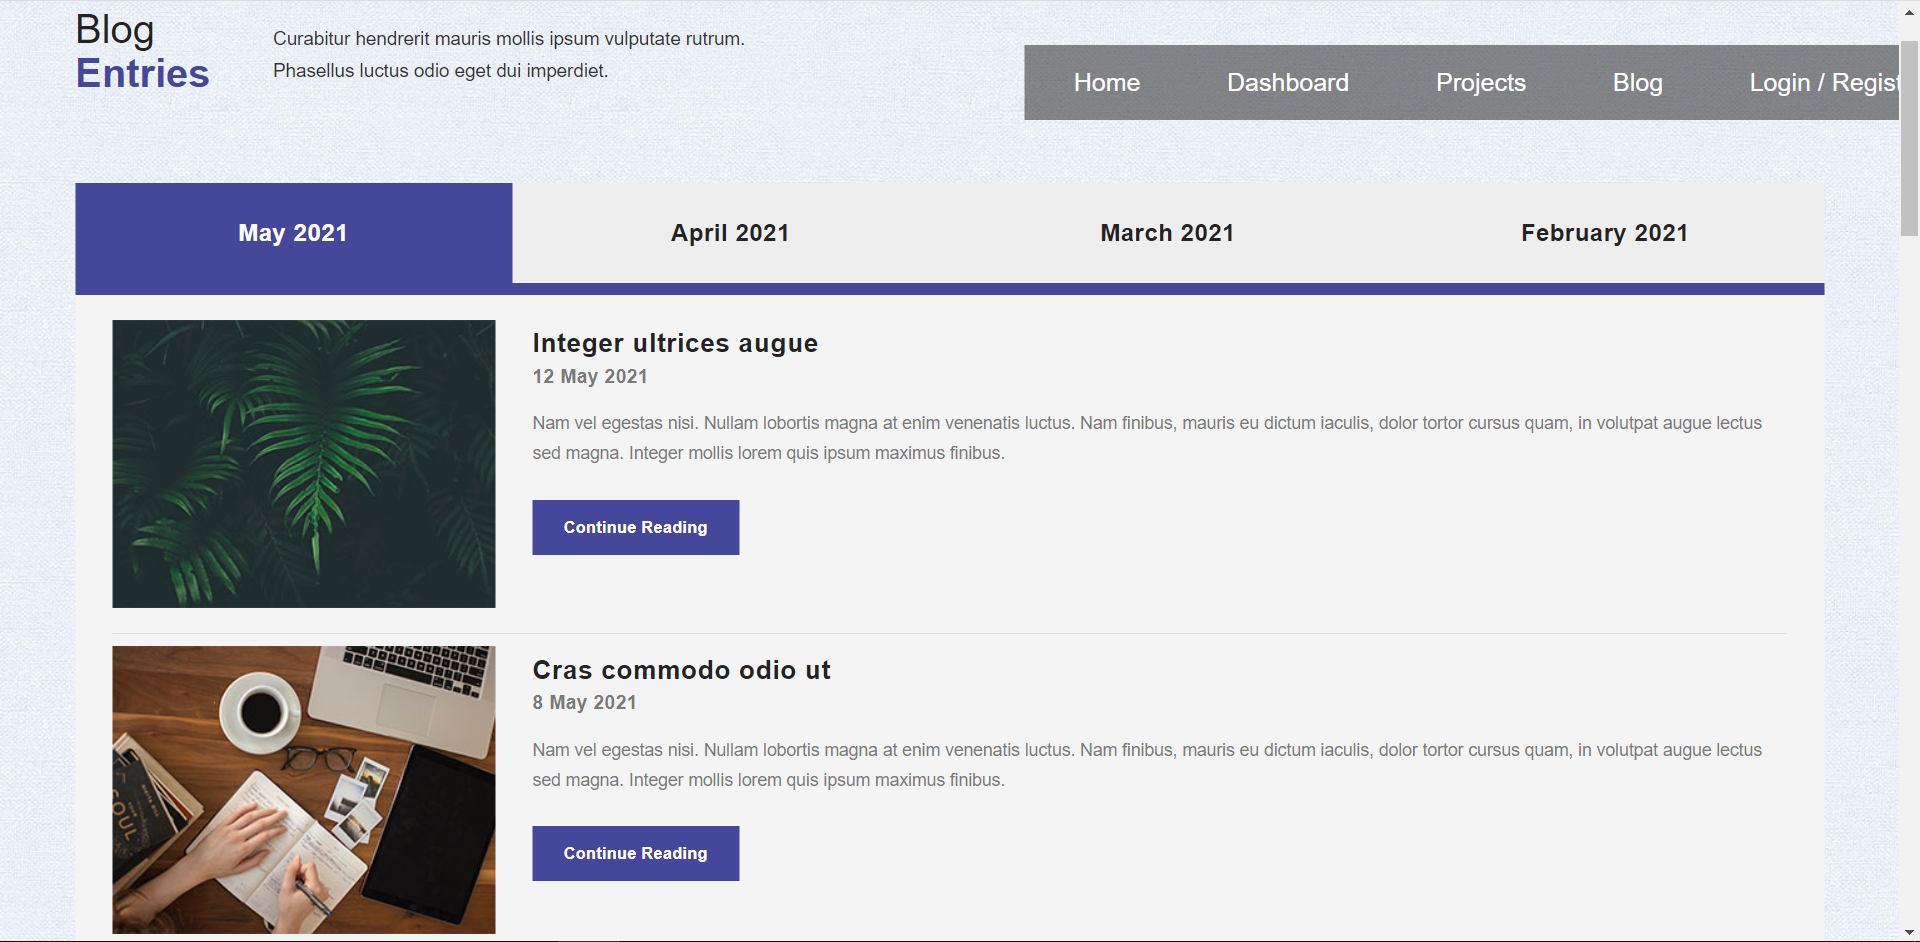 Blog
Entries
Curabitur hendrerit mauris mollis ipsum vulputate rutrum.
Phasellus luctus odio eget dui imperdiet.
Home Dashboard Projects Blog Login / Regist
May 2021 April 2021 March 2021 February 2021
Integer ultrices augue
12 May 2021
Nam vel egestas nisi. Nullam lobortis magna at enim venenatis luctus. Nam finibus, mauris eu dictum iaculis, dolor tortor cursus quam, in volutpat augue lectus
sed magna. Integer mollis lorem quis ipsum maximus finibus.
Continue Reading
Cras commodo odio ut
8 May 2021
Nam vel egestas nisi. Nullam lobortis magna at enim venenatis luctus. Nam finibus, mauris eu dictum iaculis, dolor tortor cursus quam, in volutpat augue lectus
sed magna. Integer mollis lorem quis ipsum maximus finibus.
Continue Reading
SOUL